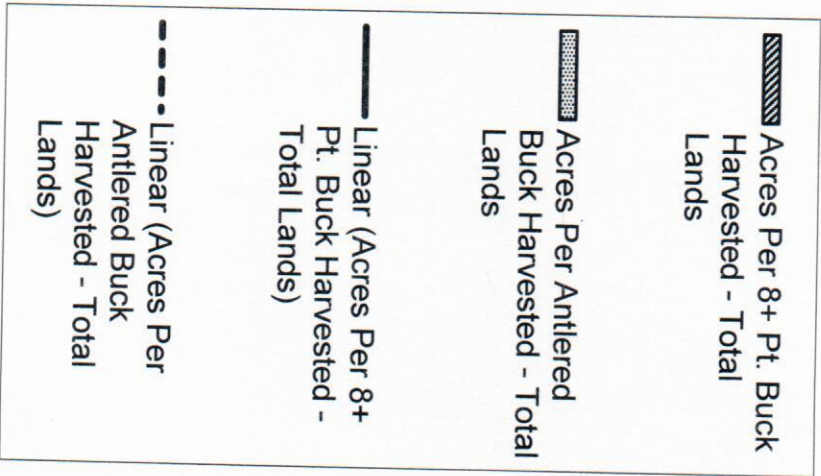 Acres Per 8+ Pt. Buck
Harvested - Total
Lands
Acres Per Antlered
Buck Harvested - Total
Lands
Linear (Acres Per 8+
Pt. Buck Harvested -
Total Lands)
Linear (Acres Per
Antlered Buck
Harvested - Total
Lands)